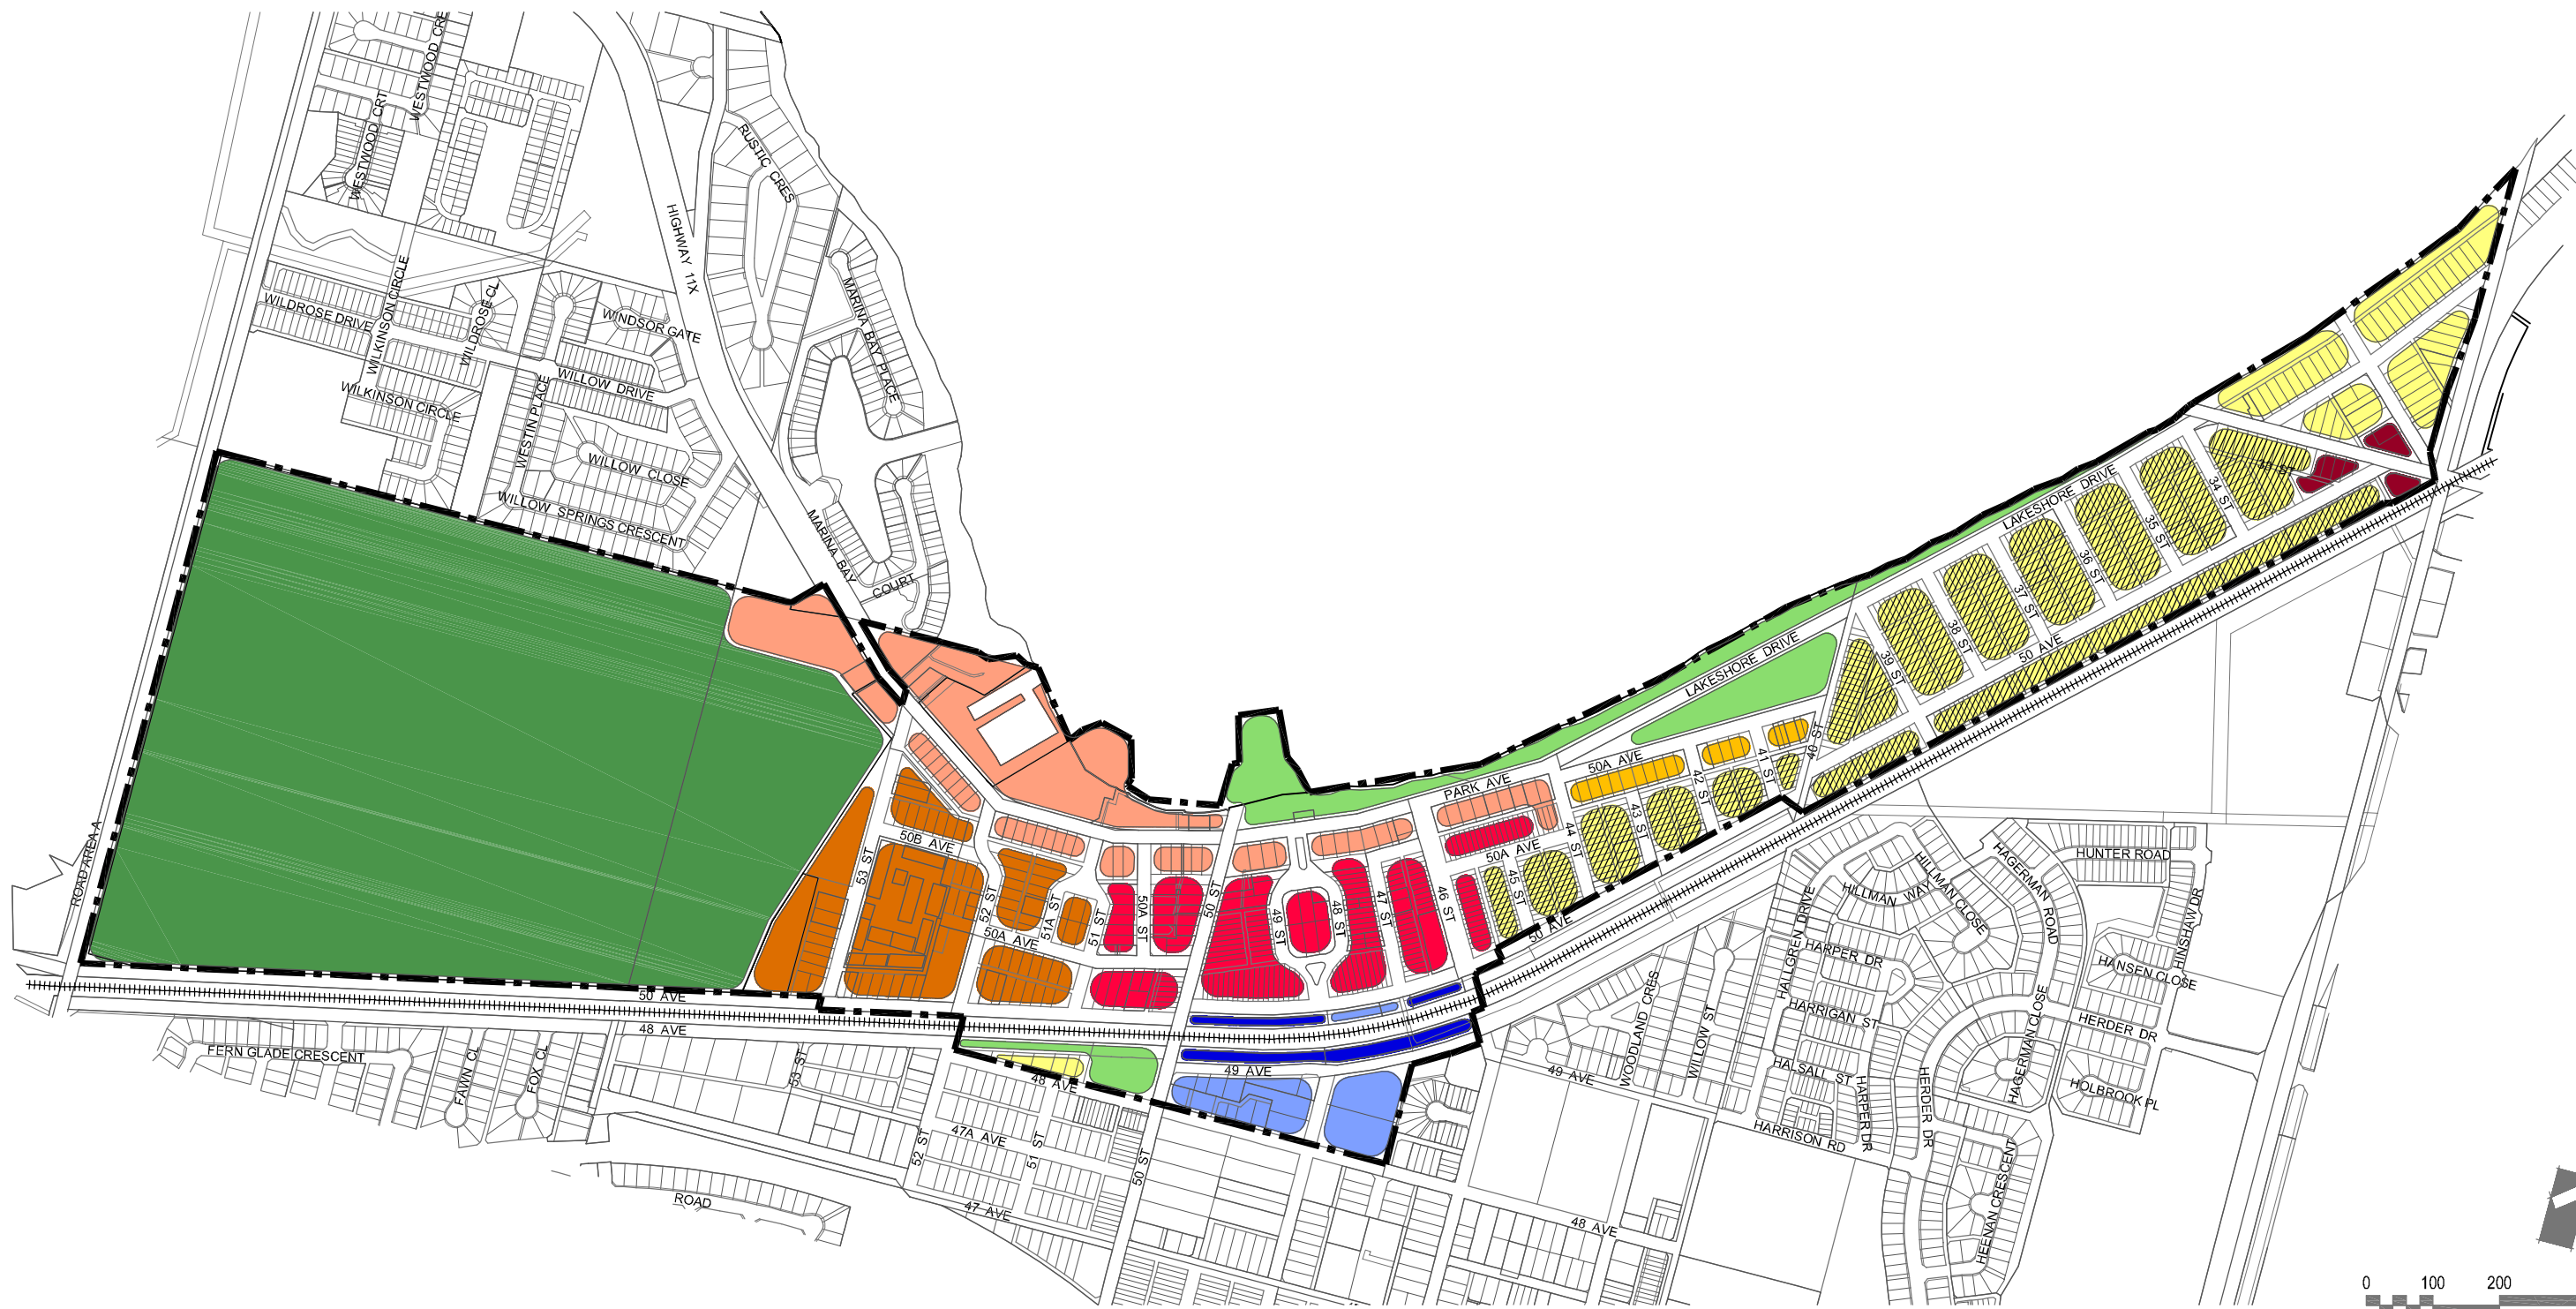 WESTWOOD CRE
WESTWOOD CRT
RUSTIC CRES
HIGHWAY 11X
WILKINSON CIRCLE
WILDROSE DRIVE
WILDROSE CL
WINDSOR GATE
MARINA BAY PLACE
WILLOW DRIVE
WILKINSON CIRCLE
WESTIN PLACE
WILLOW CLOSE
WILLOW SPRINGS CRESCENT
MARINA BAY
COURT
LAKESHORE DRIVE
33 ST
34 ST
35 ST
36 ST
37 ST
38 ST
39 ST
50 AVE
LAKESHORE DRIVE
40 ST
41 ST
42 ST
43 ST
44 ST
45 ST
50A AVE
PARK AVE
50A AVE
50 AVE
46 ST
47 ST
48 ST
49 ST
50 ST
50A ST
51 ST
51A ST
52 ST
53 ST
50B AVE
50A AVE
ROAD AREA A
50 AVE
48 AVE
FERN GLADE CRESCENT
FAWN CL
FOX CL
53 ST
48 AVE
49 AVE
49 AVE
52 ST
47A AVE
51 ST
50 ST
47 AVE
ROAD
48 AVE
WOODLAND CRES
WILLOW ST
HALLGREN DRIVE
HILLMAN WAY
HILLMAN CLOSE
HAGERMAN ROAD
HUNTER ROAD
HINSHAW DR
HARPER DR
HANSEN CLOSE
HARRIGAN ST
HAGERMAN CLOSE
HERDER DR
HALSALL ST
HARPER DR
HERDER DR
HOLBROOK PL
HARRISON RD
HEENAN CRESCENT
0 100 200